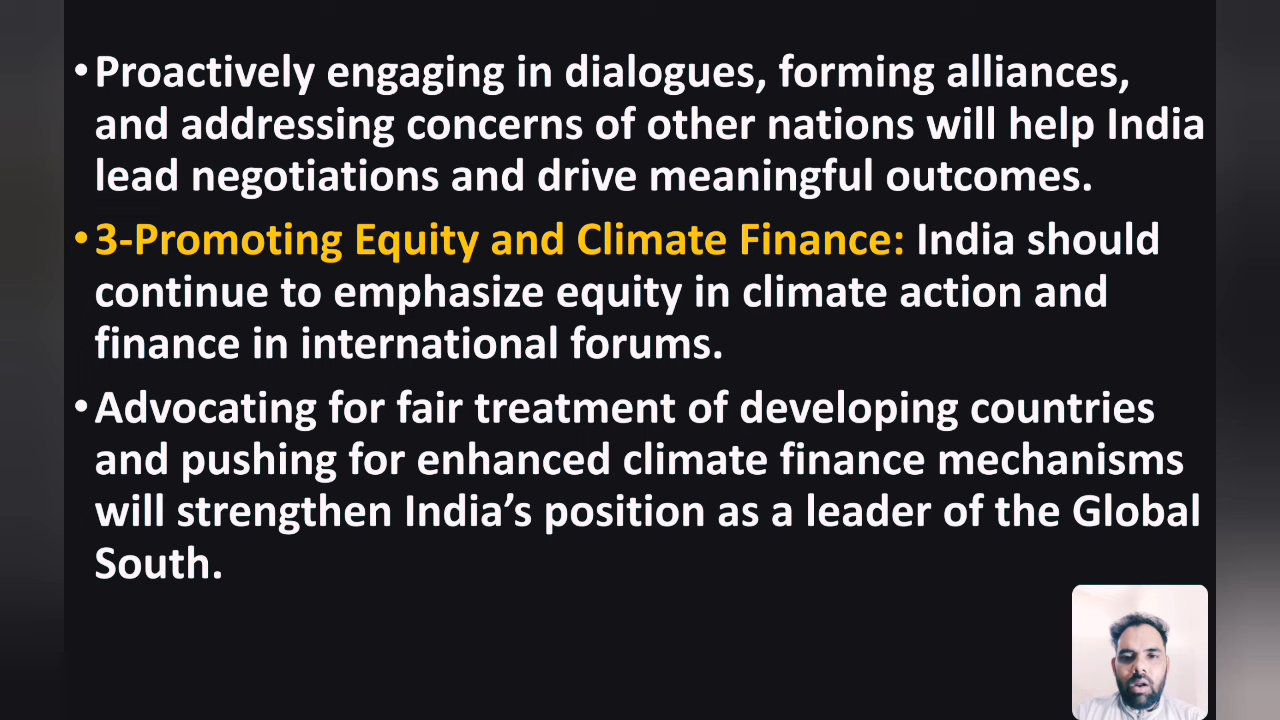 •Proactively engaging in dialogues, forming alliances,
and addressing concerns of other nations will help India
lead negotiations and drive meaningful outcomes.
•3-Promoting Equity and Climate Finance: India should
continue to emphasize equity in climate action and
finance in international forums.
•Advocating for fair treatment of developing countries
and pushing for enhanced climate finance mechanisms
will strengthen India’s position as a leader of the Global
South.